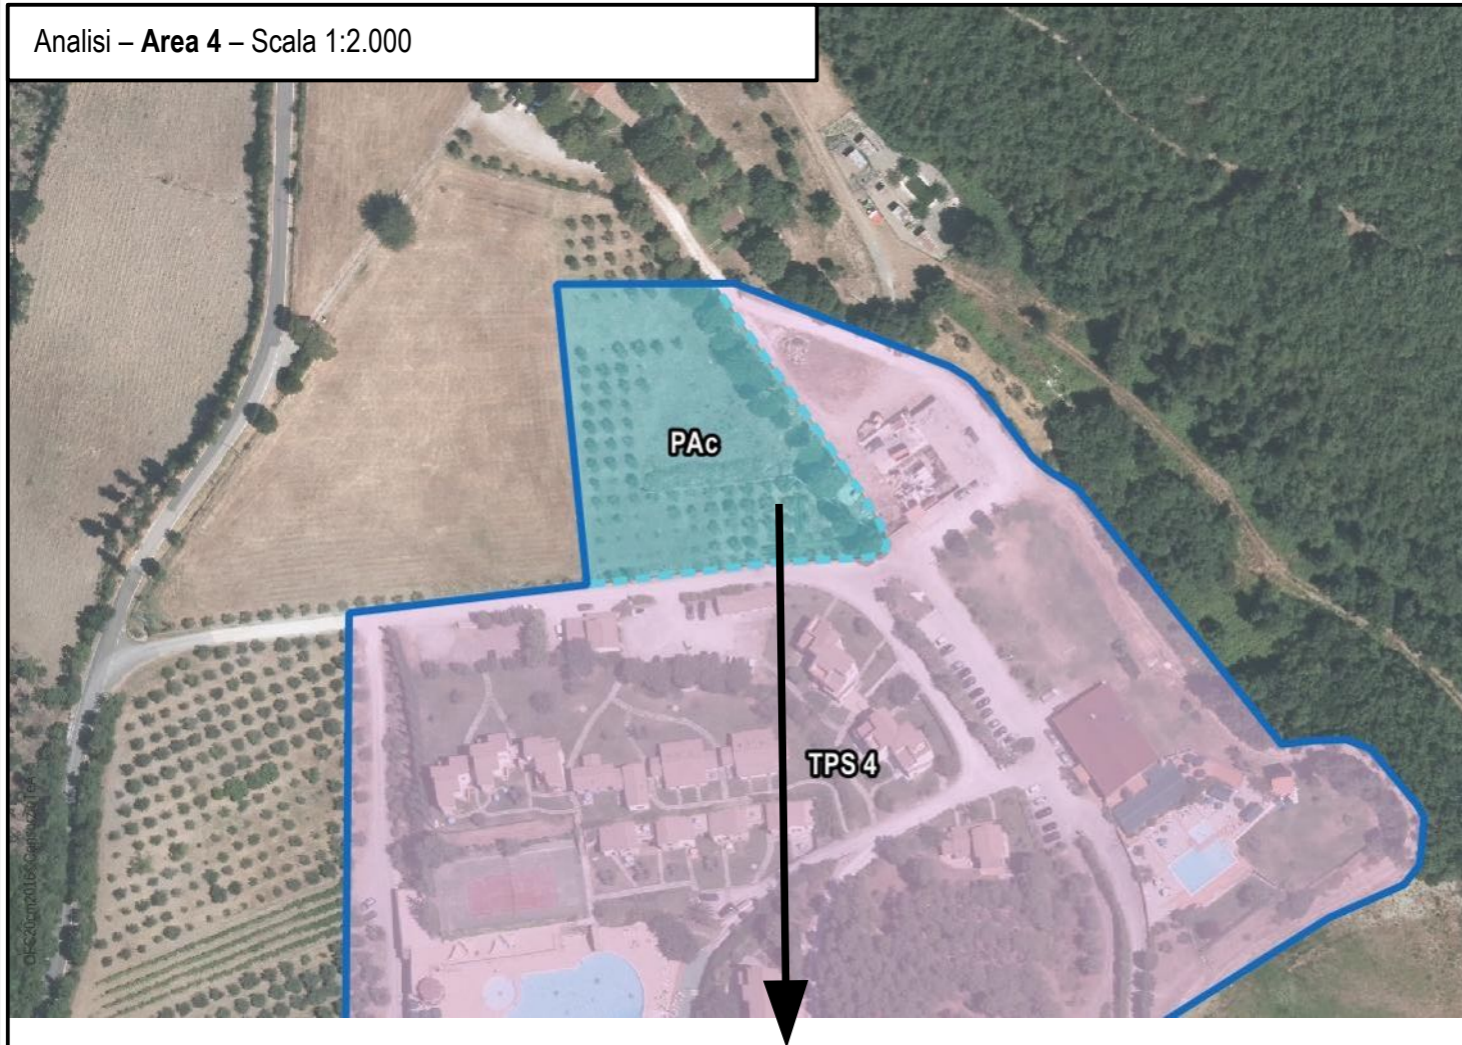 Analisi – Area 4 – Scala 1:2.000
PAc
TPS 4